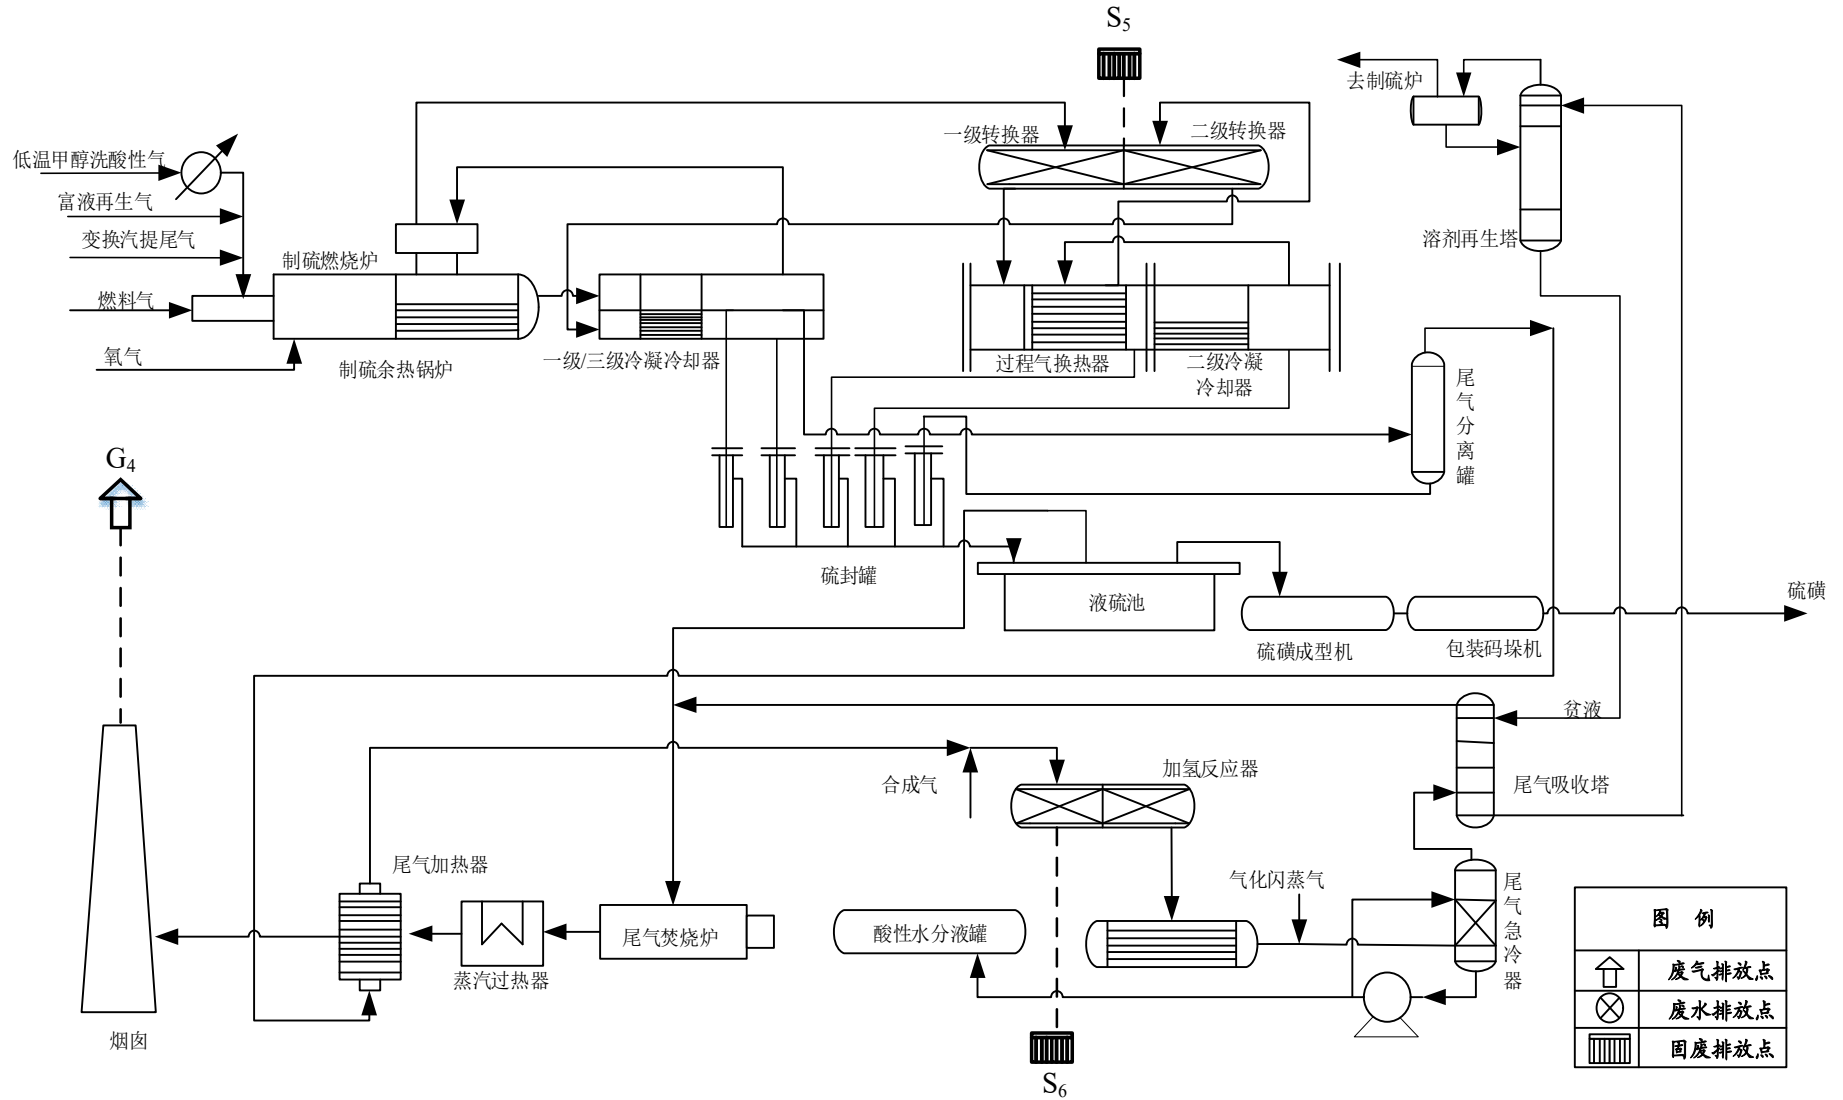 S5
去制硫炉
一级转换器
二级转换器
低温甲醇洗酸性气
富液再生气
变换汽提尾气
溶剂再生塔
制硫燃烧炉
燃料气
氧气
制硫余热锅炉
一级/三级冷凝冷却器
过程气换热器
二级冷凝
冷却器
尾气分离罐
G4
硫封罐
液硫池
硫磺
硫磺成型机
包装码垛机
贫液
合成气
加氢反应器
尾气吸收塔
尾气加热器
气化闪蒸气
尾气急冷器
酸性水分液罐
尾气焚烧炉
蒸汽过热器
烟囱
S6
图 例
废气排放点
废水排放点
固废排放点